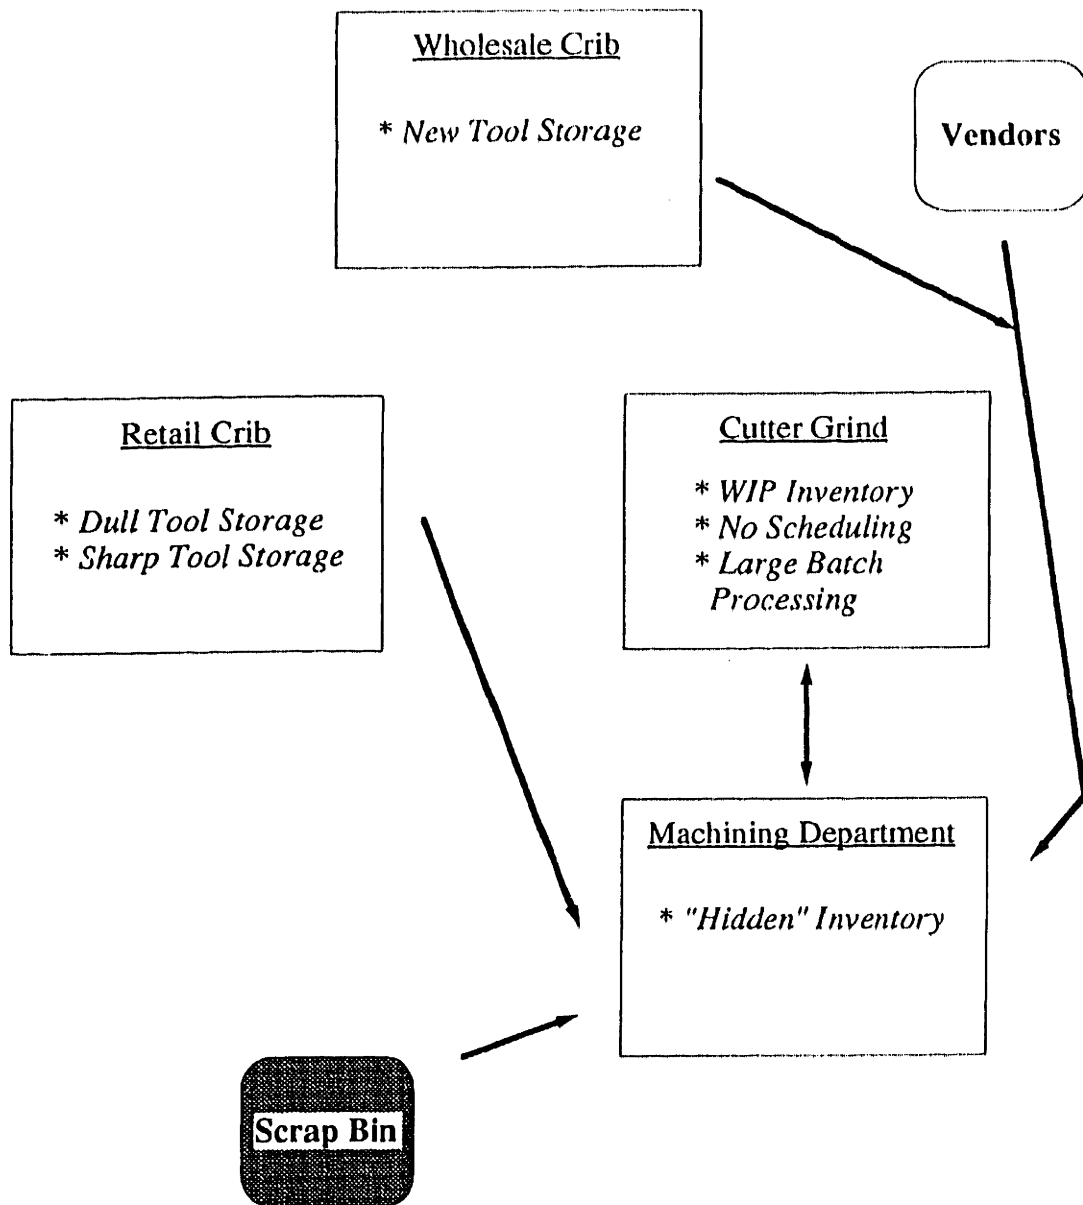 Wholesale Crib
* New Tool Storage
Vendors
Retail Crib
* Dull Tool Storage
* Sharp Tool Storage
Cutter Grind
* WIP Inventory
* No Scheduling
* Large Batch
Processing
Machining Department
* "Hidden" Inventory
Scrap Bin